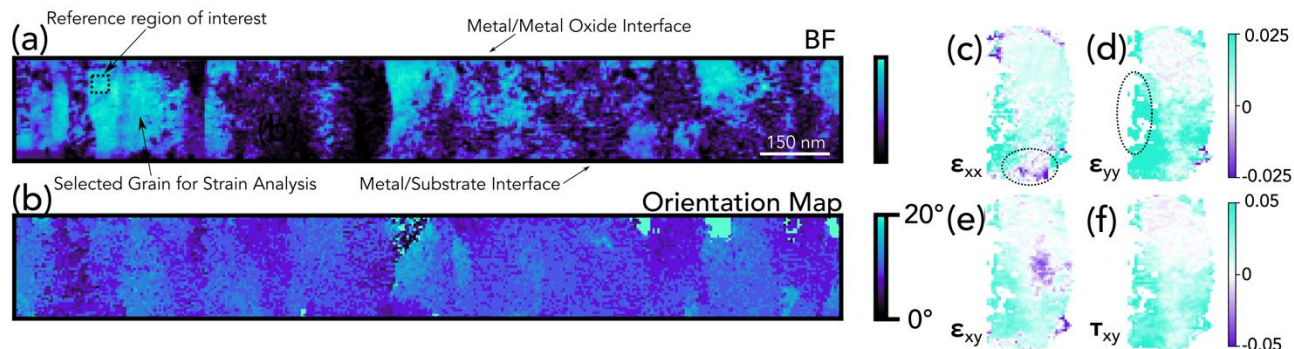 Reference region of interest
Metal/Metal Oxide Interface
(a)
BF
(b)
150 nm
Selected Grain for Strain Analysis
Metal/Substrate Interface
(b)
Orientation Map
20°
0°
(c)
εxx
(d)
εyy
0.025
0
-0.025
(e)
εxy
(f)
τxy
0.05
0
-0.05